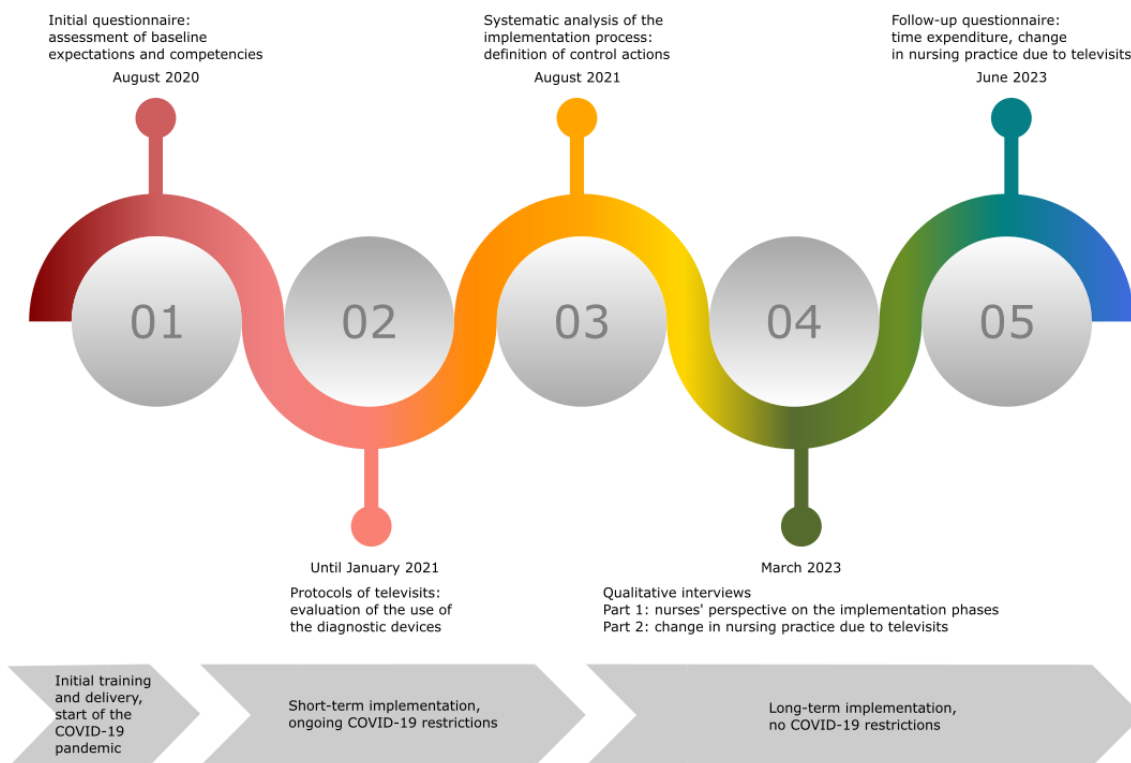 Initial questionnaire:
assessment of baseline
expectations and competencies
August 2020
Systematic analysis of the
implementation process:
definition of control actions
August 2021
Follow-up questionnaire:
time expenditure, change
in nursing practice due to televisits
June 2023
01
02
03
04
05
Until January 2021
Protocols of televisits:
evaluation of the use of
the diagnostic devices
March 2023
Qualitative interviews
Part 1: nurses' perspective on the implementation phases
Part 2: change in nursing practice due to televisits
Initial training
and delivery,
start of the
COVID-19
pandemic
Short-term implementation,
ongoing COVID-19 restrictions
Long-term implementation,
no COVID-19 restrictions